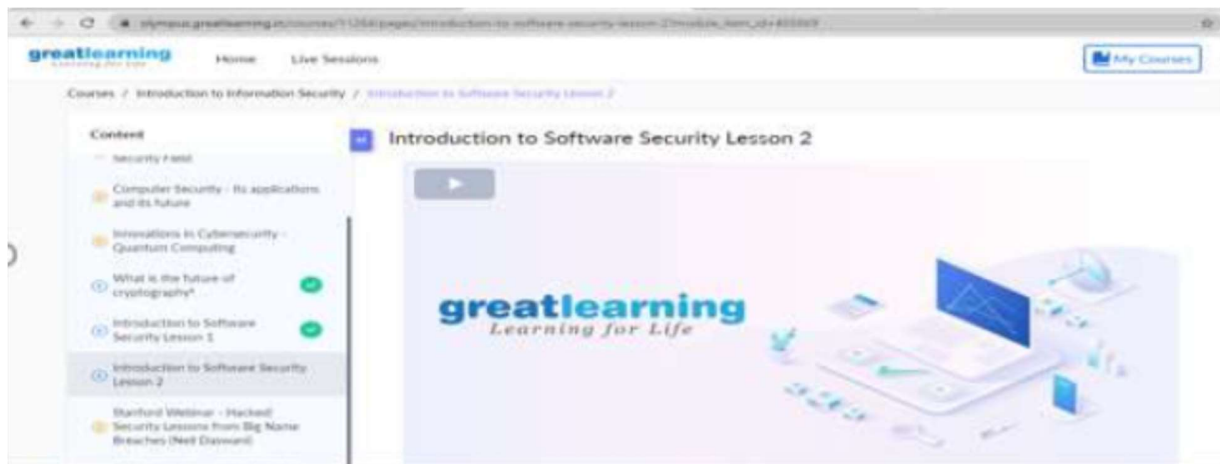 greatlearning
Learning for Life
Home
Live Sessions
My Courses
Courses / Introduction to Information Security / Introduction to Software Security Lesson 2
Content
Security Field
Computer Security - Its applications
and its future
Innovations in Cybersecurity -
Quantum Computing
What is the future of
cryptography?
Introduction to Software
Security Lesson 1
Introduction to Software Security
Lesson 2
Stanford Webinar - Hacked!
Security Lessons from Big Name
Breaches (Neil Daswani)
Introduction to Software Security Lesson 2
greatlearning
Learning for Life